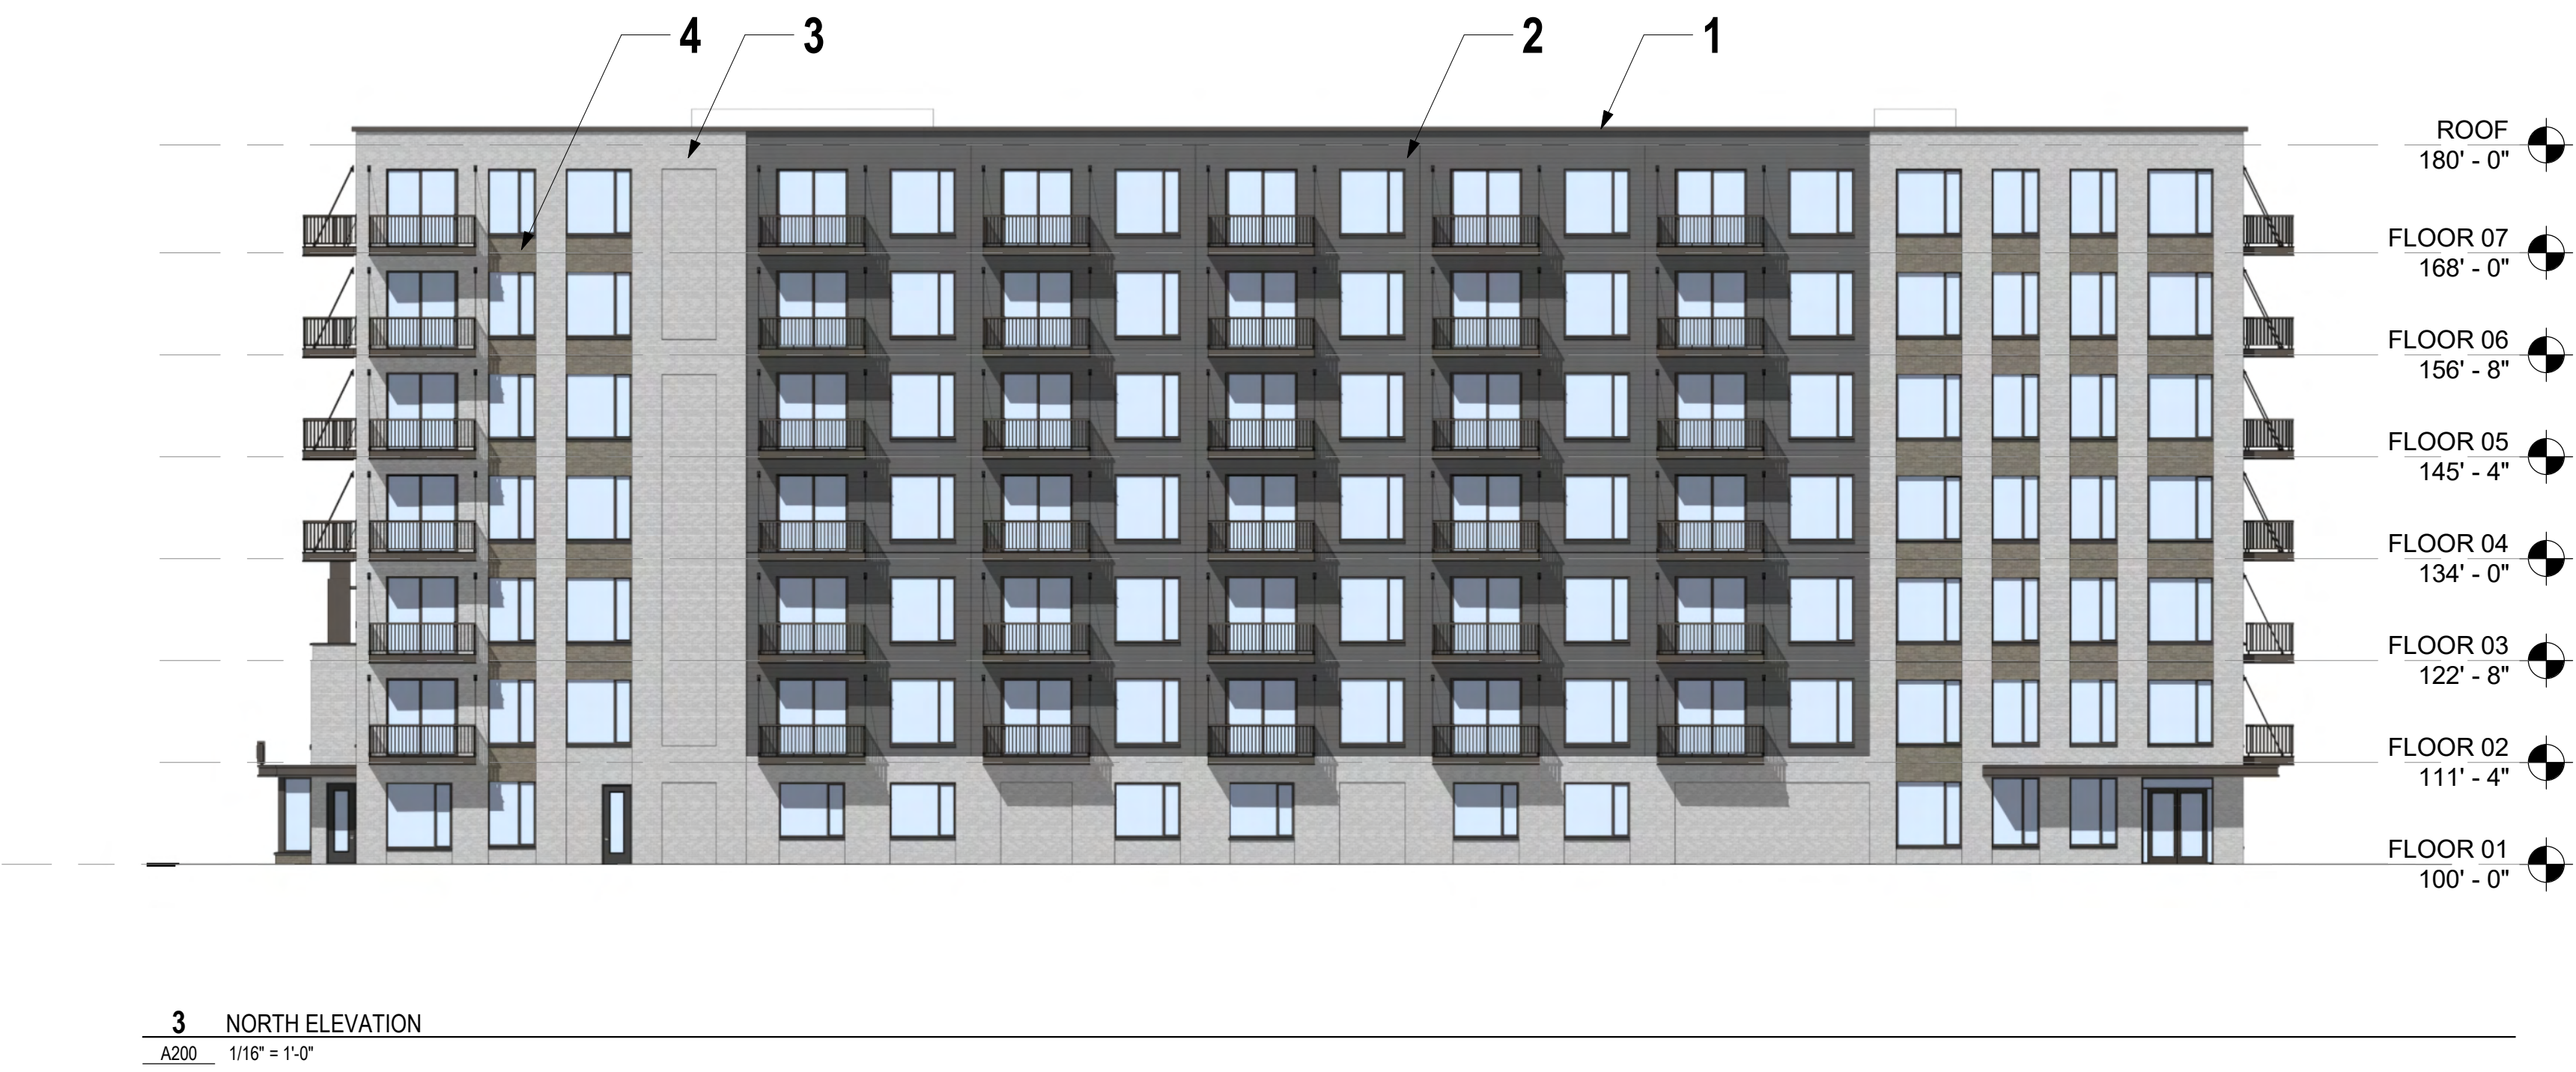 4 3 2 1
ROOF
180' - 0"
FLOOR 07
168' - 0"
FLOOR 06
156' - 8"
FLOOR 05
145' - 4"
FLOOR 04
134' - 0"
FLOOR 03
122' - 8"
FLOOR 02
111' - 4"
FLOOR 01
100' - 0"
3 NORTH ELEVATION
A200 1/16" = 1'-0"